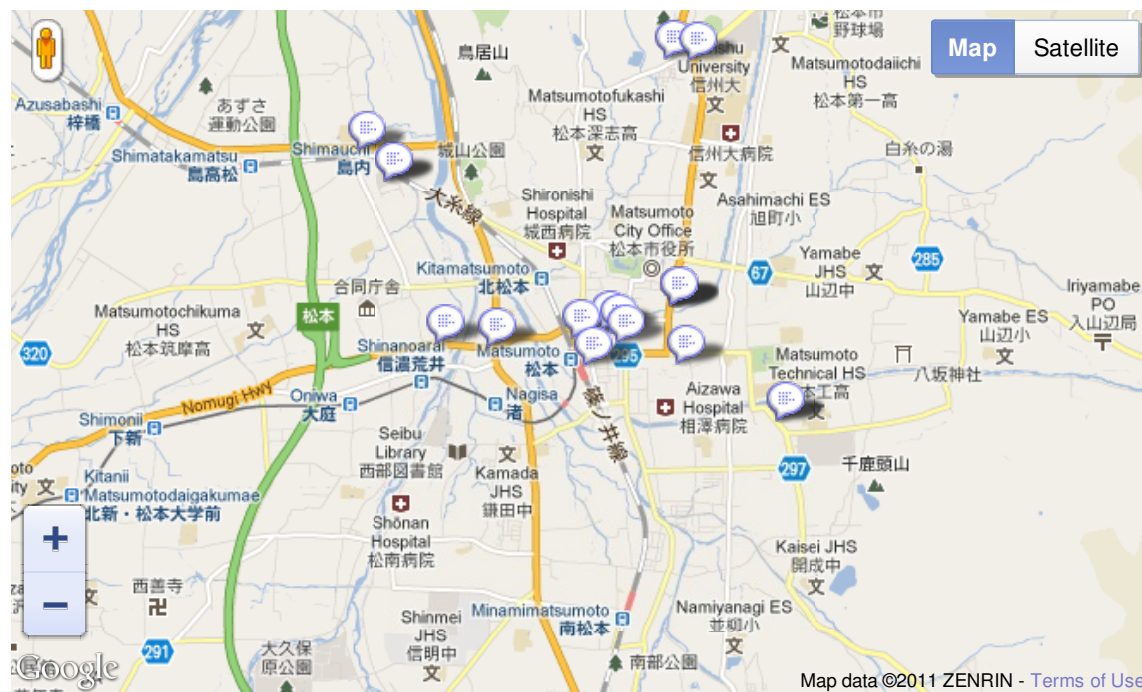 松本市
野球場
Map
Satellite
鳥居山
Shinshu
University
信州大
Matsumotodaiichi
HS
松本第一高
Azusabashi
梓橋
あずさ
運動公園
Matsumotofukashi
HS
松本深志高
Shimatakamatsu
島高松
Shimauchi
島内
城山公園
信州大病院
白糸の湯
大糸線
Shironishi
Hospital
城西病院
Matsumoto
City Office
松本市役所
Asahimachi ES
旭町小
Kitamatsumoto
北松本
67
Yamabe
JHS
山辺中
285
合同庁舎
Iriyamabe
PO
入山辺局
Matsumotochikuma
HS
松本筑摩高
松本
320
Shinanoarai
信濃荒井
Matsumoto
松本
295
Yamabe ES
山辺小
Matsumoto
Technical HS
本工高
八坂神社
Nomugi Hwy
Oniwa
大庭
Nagisa
渚
篠ノ井線
Aizawa
Hospital
相澤病院
Shimonii
下新
Seibu
Library
西部図書館
Kamada
JHS
鎌田中
297
千鹿頭山
oto
ity
Kitanii
Matsumotodaigakumae
北新・松本大学前
Shōnan
Hospital
松南病院
Kaisei JHS
開成中
西善寺
Shinmei
JHS
信明中
Minamimatsumoto
南松本
Namiyanagi ES
並柳小
291
大久保
原公園
南部公園
Google
Map data ©2011 ZENRIN - Terms of Use